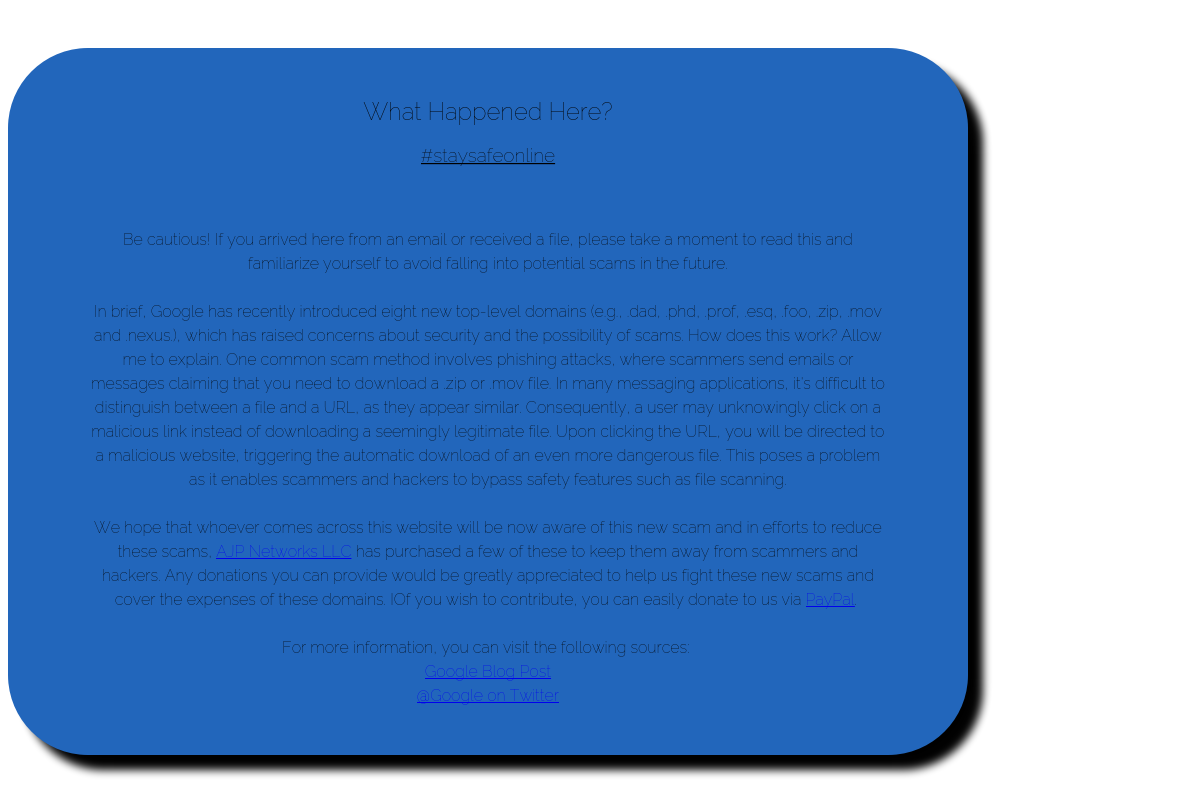 What Happened Here?
#staysafeonline
Be cautious! If you arrived here from an email or received a file, please take a moment to read this and
familiarize yourself to avoid falling into potential scams in the future.
In brief, Google has recently introduced eight new top-level domains (e.g., .dad, .phd, .prof, .esq, .foo, .zip, .mov
and .nexus,), which has raised concerns about security and the possibility of scams. How does this work? Allow
me to explain. One common scam method involves phishing attacks, where scammers send emails or
messages claiming that you need to download a .zip or .mov file. In many messaging applications, it's difficult to
distinguish between a file and a URL, as they appear similar. Consequently, a user may unknowingly click on a
malicious link instead of downloading a seemingly legitimate file. Upon clicking the URL, you will be directed to
a malicious website, triggering the automatic download of an even more dangerous file. This poses a problem
as it enables scammers and hackers to bypass safety features such as file scanning.
We hope that whoever comes across this website will be now aware of this new scam and in efforts to reduce
these scams, AJP Networks LLC has purchased a few of these to keep them away from scammers and
hackers. Any donations you can provide would be greatly appreciated to help us fight these new scams and
cover the expenses of these domains. IOf you wish to contribute, you can easily donate to us via PayPal.
For more information, you can visit the following sources:
Google Blog Post
@Google on Twitter